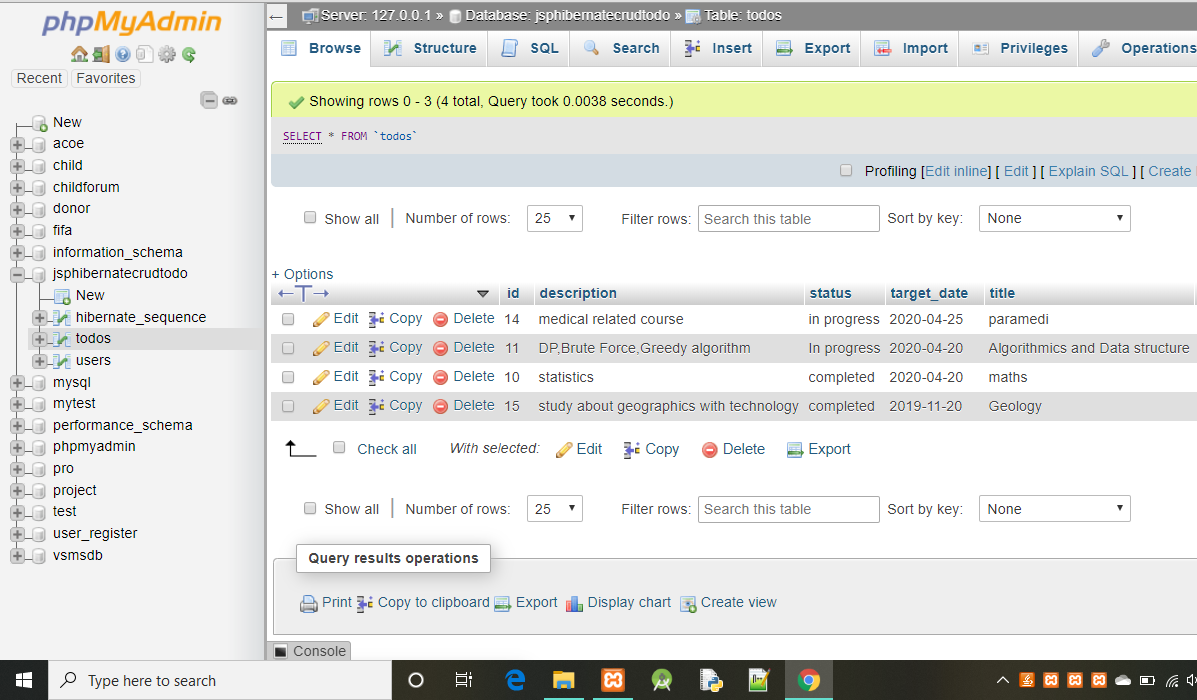 phpMyAdmin
Recent Favorites
New
acoe
child
childforum
donor
fifa
information_schema
jsphibernatecrudtodo
New
hibernate_sequence
todos
users
mysql
mytest
performance_schema
phpmyadmin
pro
project
test
user_register
vsmsdb
Server: 127.0.0.1 » Database: jsphibernatecrudtodo » Table: todos
Browse Structure SQL Search Insert Export Import Privileges Operations
Showing rows 0 - 3 (4 total, Query took 0.0038 seconds.)
SELECT * FROM `todos`
Profiling [Edit inline] [ Edit ] [ Explain SQL ] [ Create
Show all Number of rows: 25 Filter rows: Search this table Sort by key: None
+ Options
id description status target_date title
Edit Copy Delete 14 medical related course in progress 2020-04-25 paramedi
Edit Copy Delete 11 DP,Brute Force,Greedy algorithm In progress 2020-04-20 Algorithmics and Data structure
Edit Copy Delete 10 statistics completed 2020-04-20 maths
Edit Copy Delete 15 study about geographics with technology completed 2019-11-20 Geology
Check all With selected: Edit Copy Delete Export
Show all Number of rows: 25 Filter rows: Search this table Sort by key: None
Query results operations
Print Copy to clipboard Export Display chart Create view
Console
Type here to search